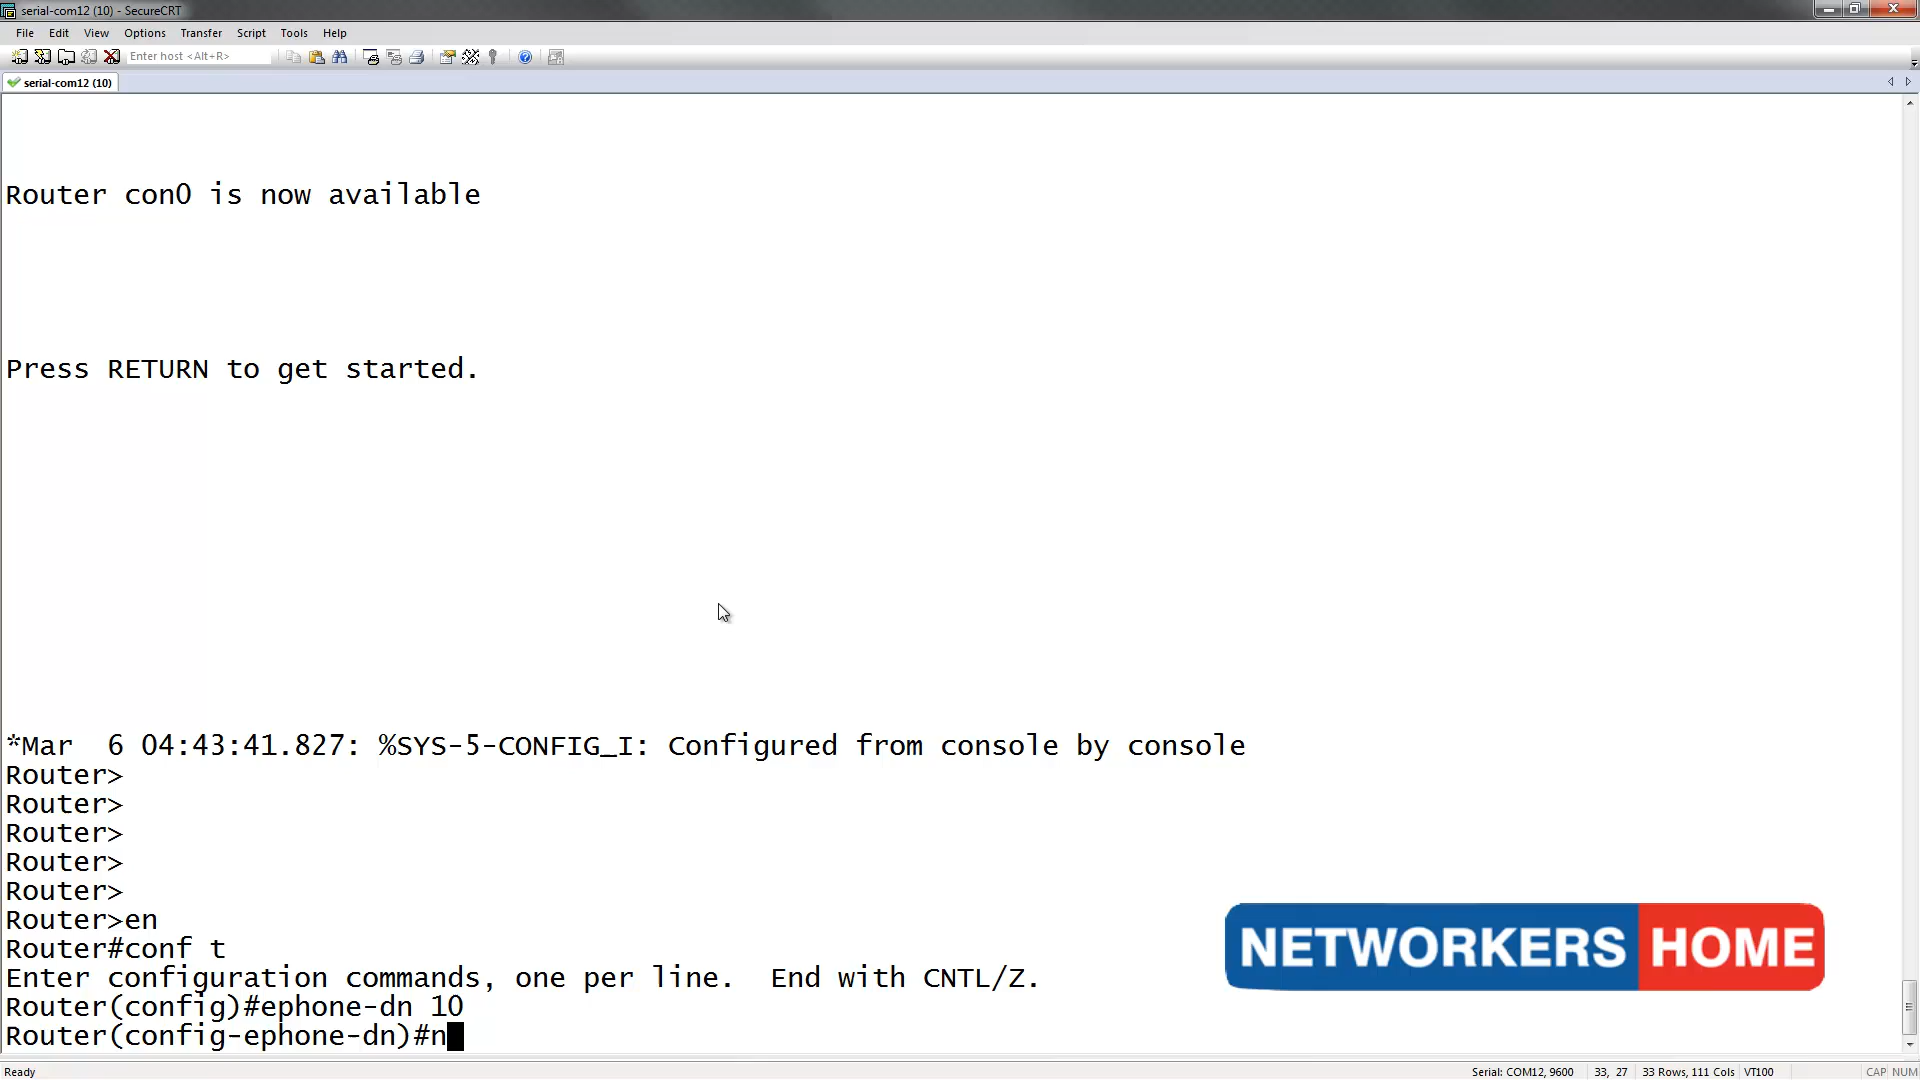 serial-com12 (10) - SecureCRT
File Edit View Options Transfer Script Tools Help
Enter host <Alt+R>
serial-com12 (10)
Router con0 is now available
Press RETURN to get started.
*Mar  6 04:43:41.827: %SYS-5-CONFIG_I: Configured from console by console
Router>
Router>
Router>
Router>
Router>
Router>en
Router#conf t
Enter configuration commands, one per line.  End with CNTL/Z.
Router(config)#ephone-dn 10
Router(config-ephone-dn)#n
NETWORKERS HOME
Ready Serial: COM12, 9600 33, 27 33 Rows, 111 Cols VT100 CAP NUM